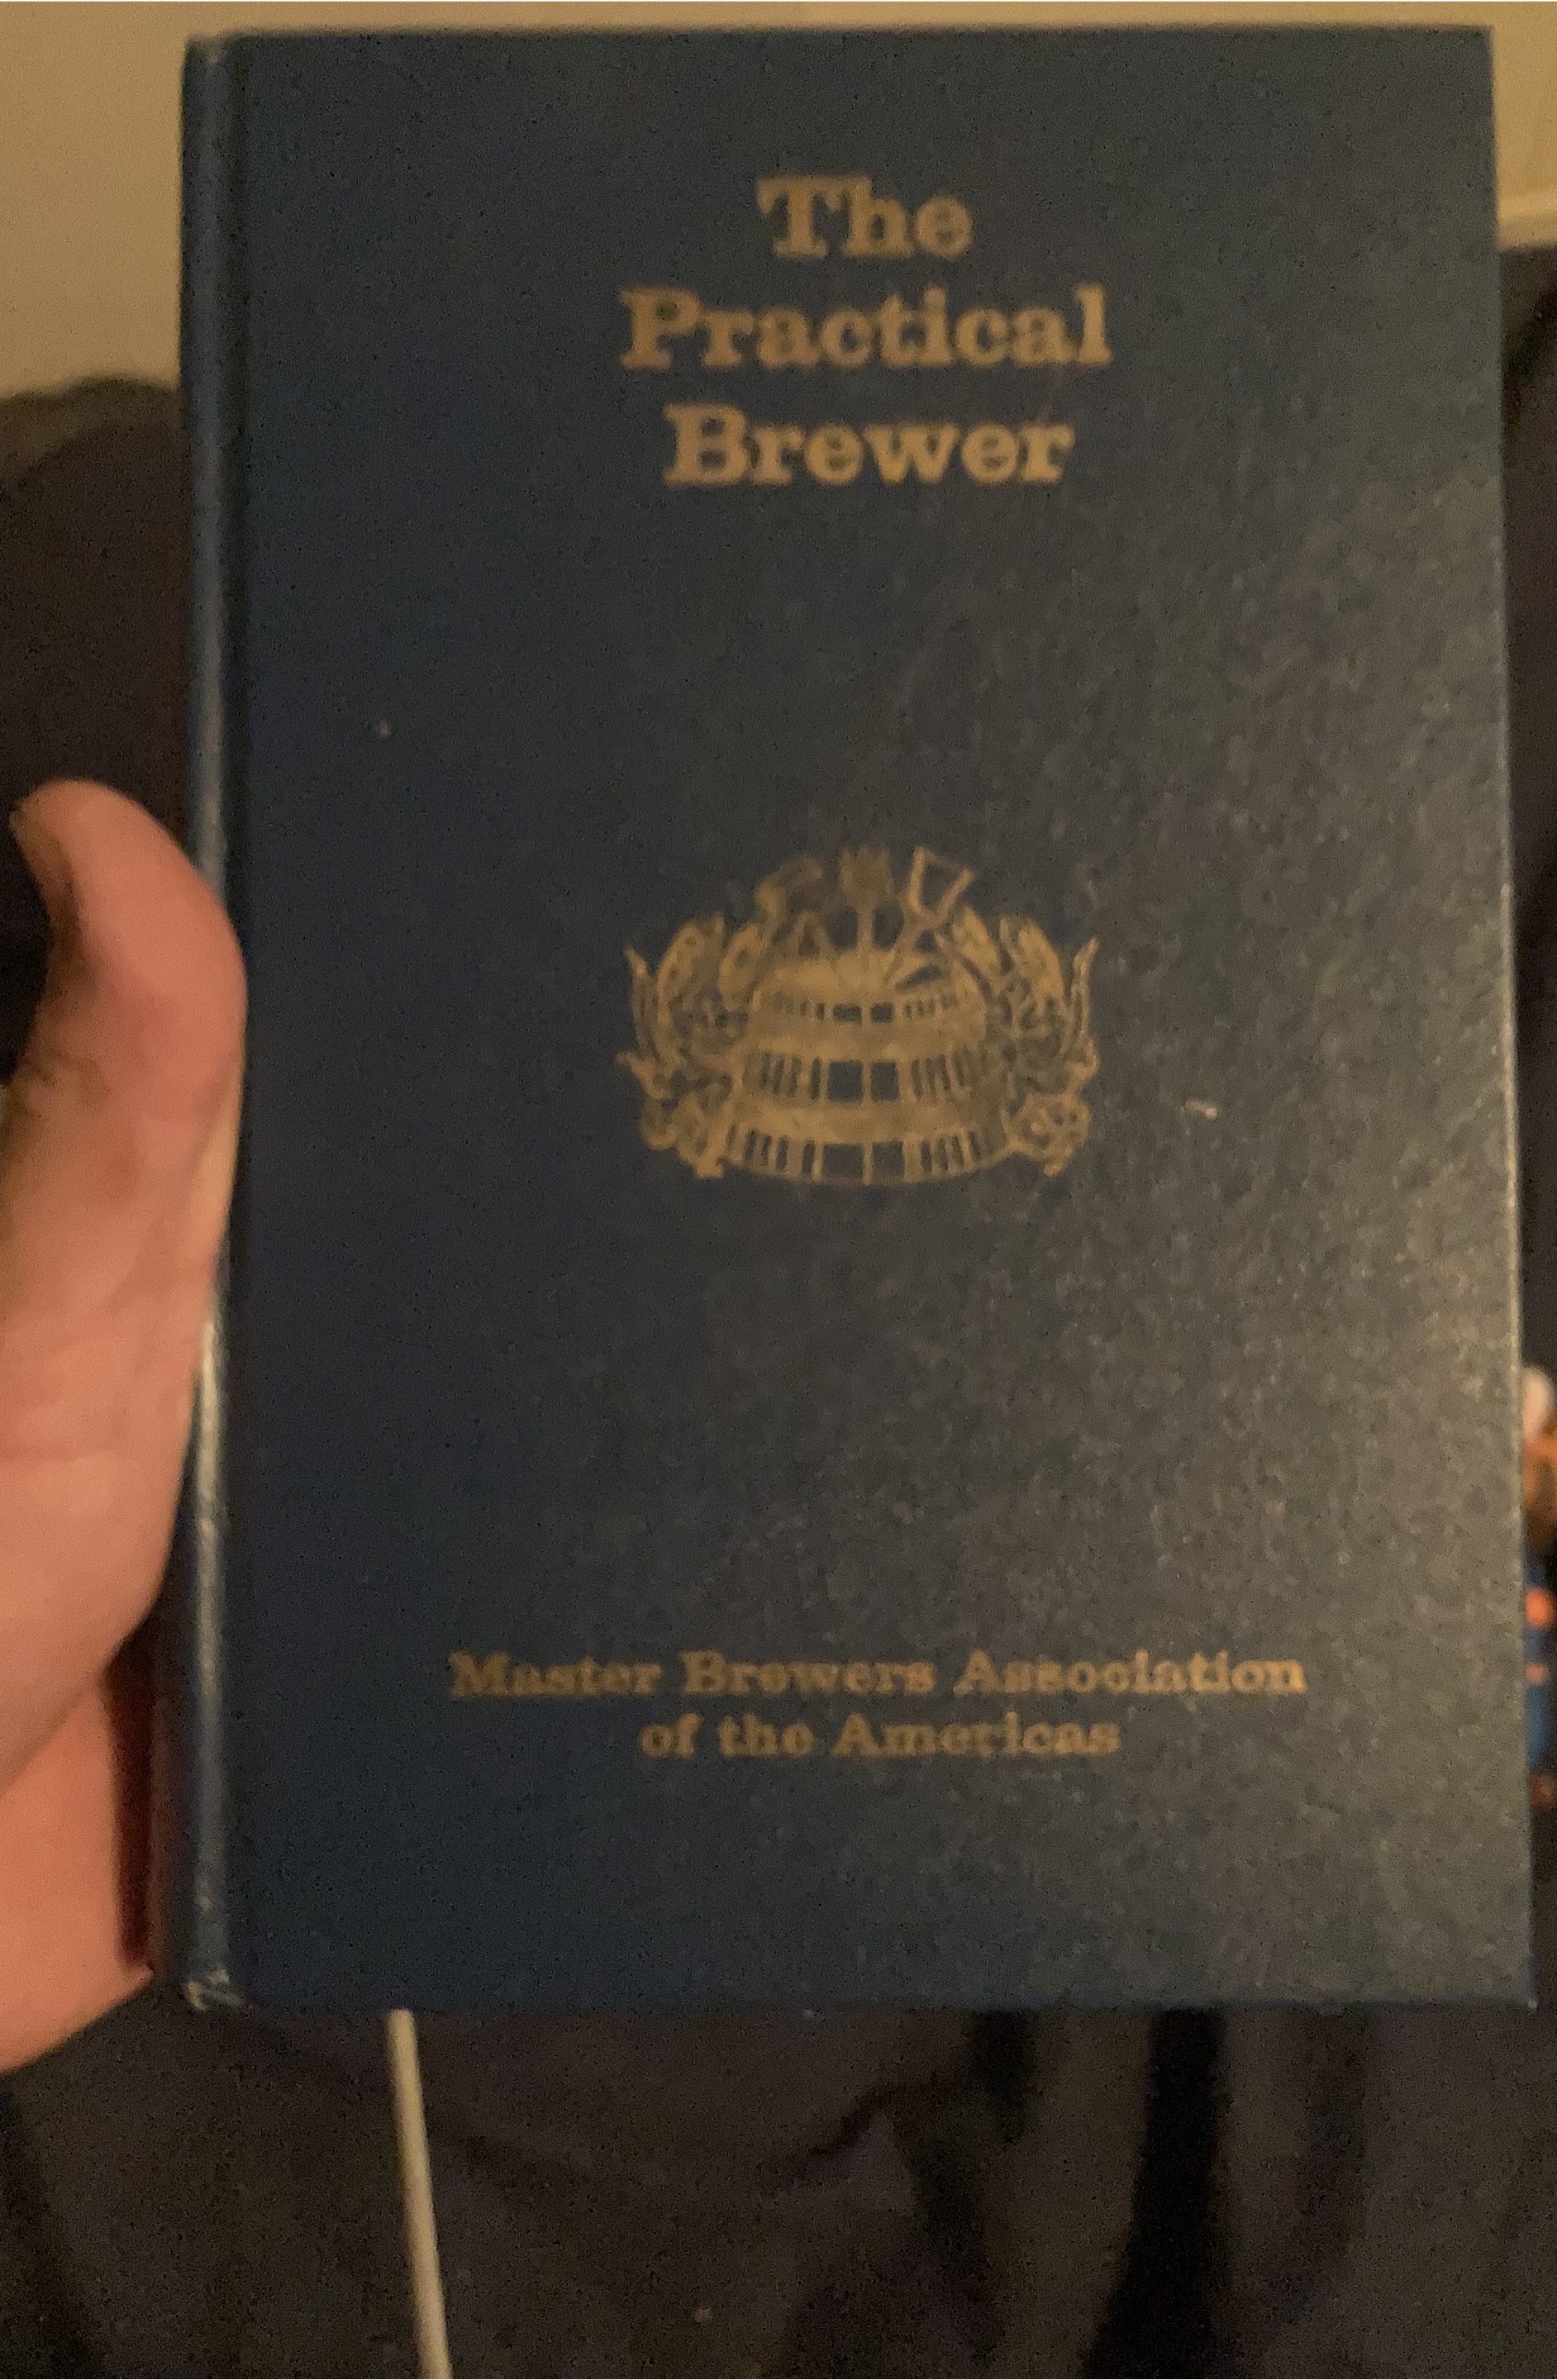 The
Practical
Brewer
Master Brewers Association
of the Americas